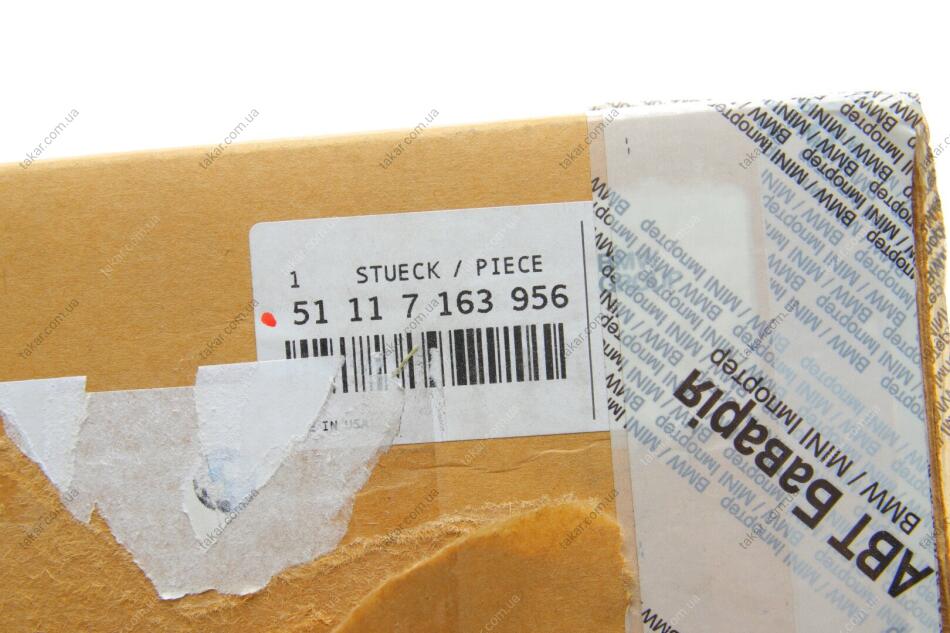 1 STUECK / PIECE
51 11 7 163 956
E IN USA
АВТ Баварія
BMW / MINI Імпортер
takar.com.ua